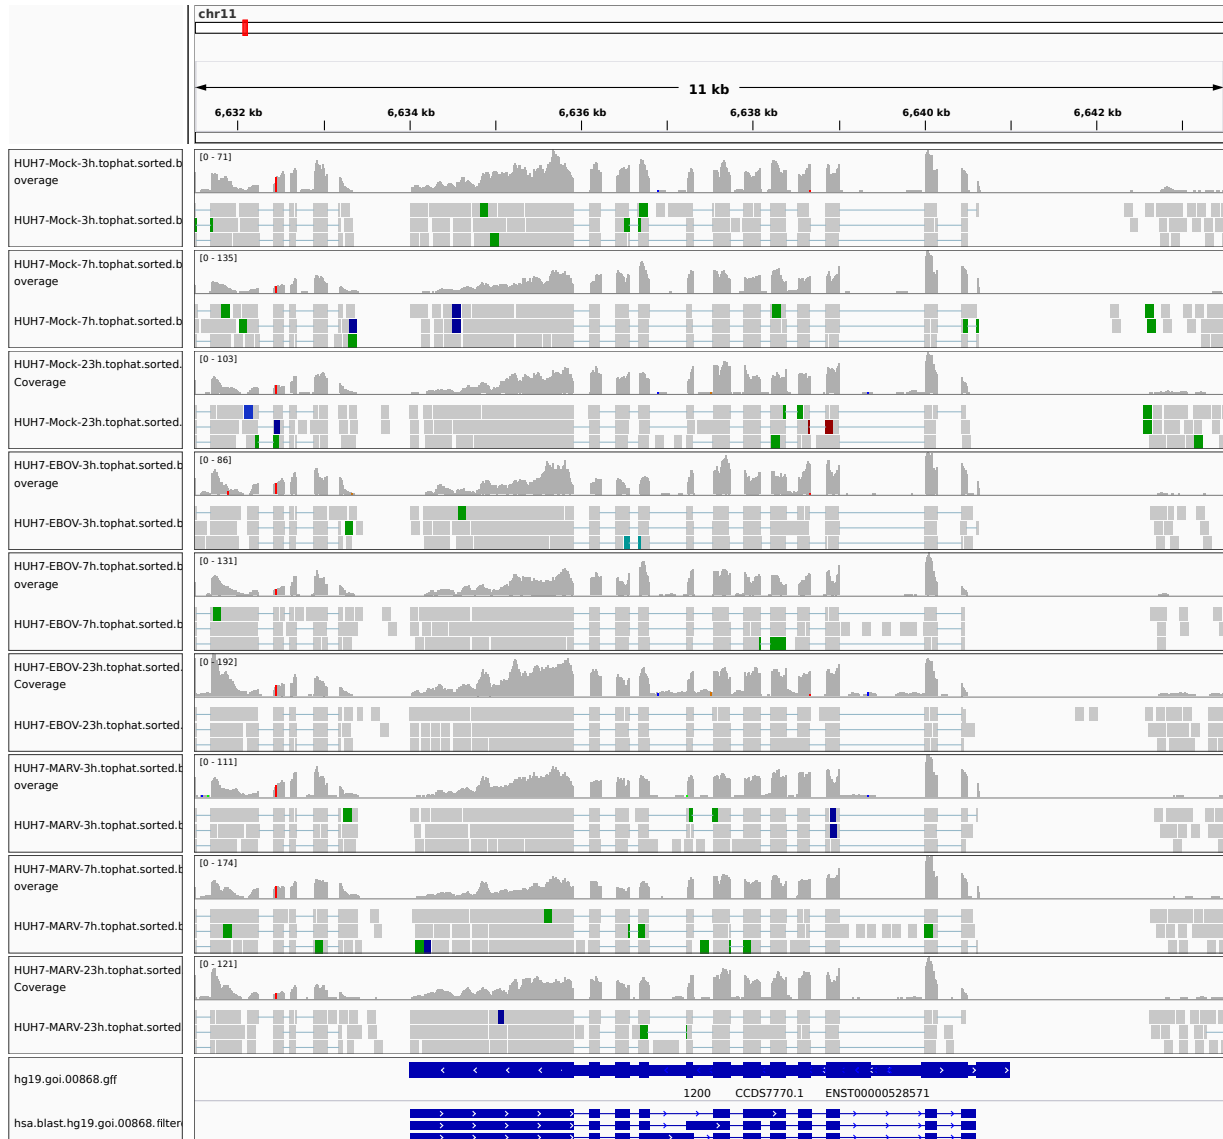 chr11
11 kb
6,632 kb 6,634 kb 6,636 kb 6,638 kb 6,640 kb 6,642 kb
HUH7-Mock-3h.tophat.sorted.b
overage
[0 - 71]
HUH7-Mock-3h.tophat.sorted.b
HUH7-Mock-7h.tophat.sorted.b
overage
[0 - 135]
HUH7-Mock-7h.tophat.sorted.b
HUH7-Mock-23h.tophat.sorted.
Coverage
[0 - 103]
HUH7-Mock-23h.tophat.sorted.
HUH7-EBOV-3h.tophat.sorted.b
overage
[0 - 86]
HUH7-EBOV-3h.tophat.sorted.b
HUH7-EBOV-7h.tophat.sorted.b
overage
[0 - 131]
HUH7-EBOV-7h.tophat.sorted.b
HUH7-EBOV-23h.tophat.sorted.
Coverage
[0 - 192]
HUH7-EBOV-23h.tophat.sorted.
HUH7-MARV-3h.tophat.sorted.b
overage
[0 - 111]
HUH7-MARV-3h.tophat.sorted.b
HUH7-MARV-7h.tophat.sorted.b
overage
[0 - 174]
HUH7-MARV-7h.tophat.sorted.b
HUH7-MARV-23h.tophat.sorted
Coverage
[0 - 121]
HUH7-MARV-23h.tophat.sorted
hg19.goi.00868.gff
1200 CCDS7770.1 ENST00000528571
hsa.blast.hg19.goi.00868.filter